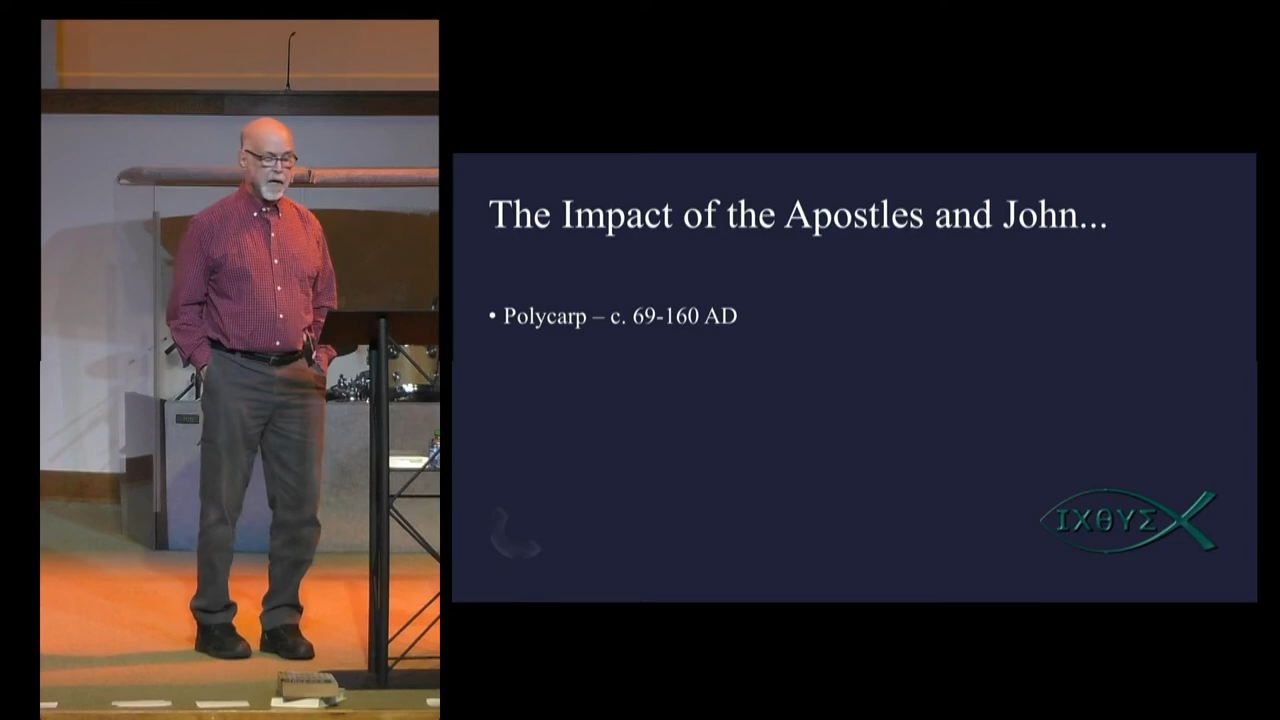 The Impact of the Apostles and John...
• Polycarp – c. 69-160 AD
ΙΧθΥΣ